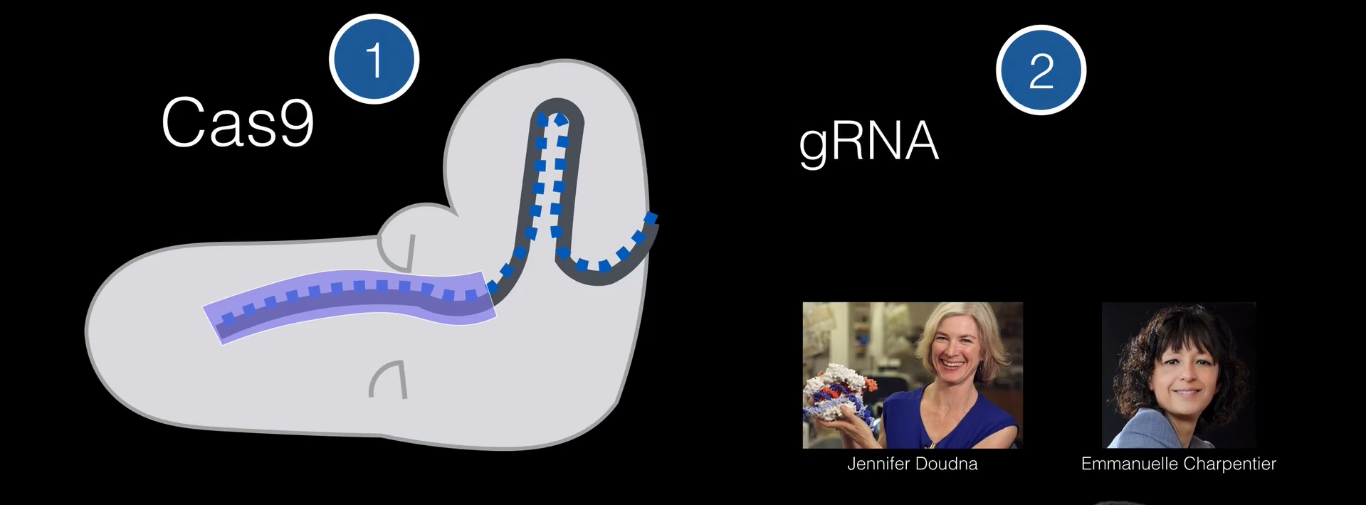 1
Cas9
2
gRNA
Jennifer Doudna
Emmanuelle Charpentier